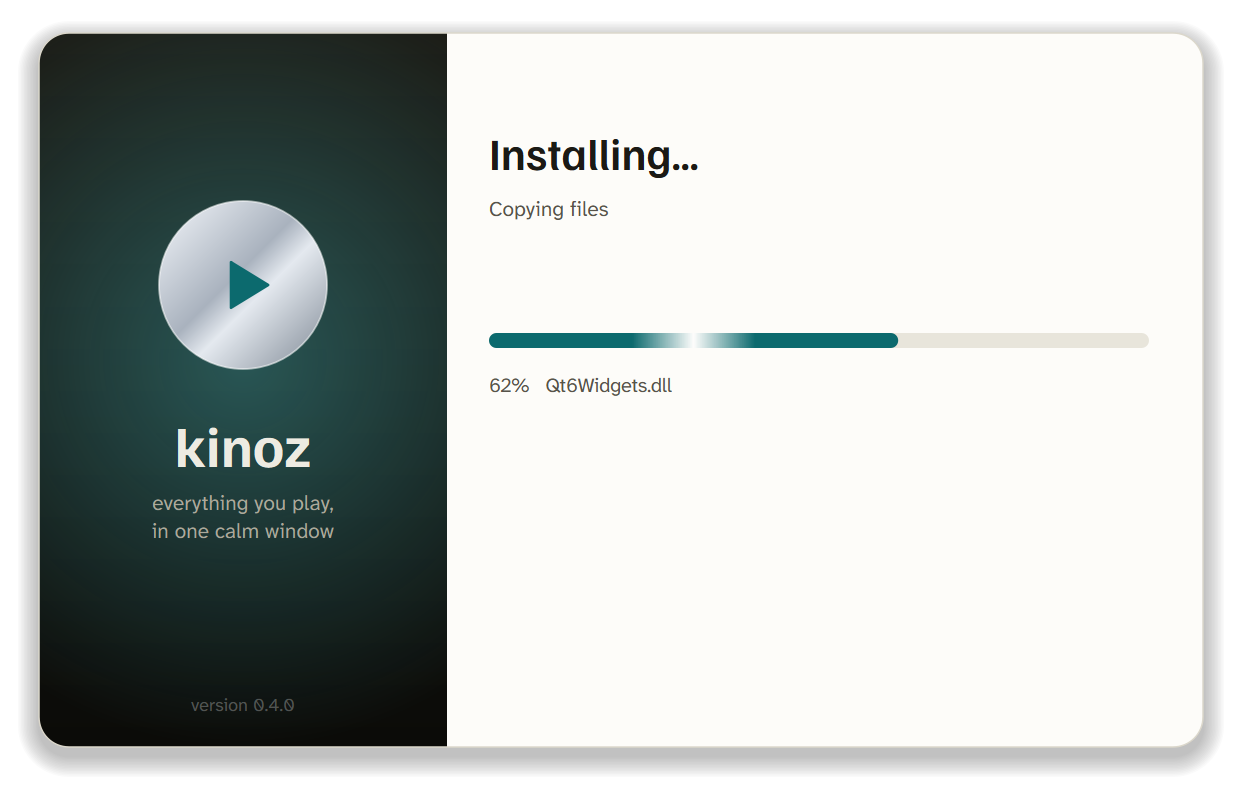 kinoz
everything you play,
in one calm window
version 0.4.0
Installing...
Copying files
62% Qt6Widgets.dll